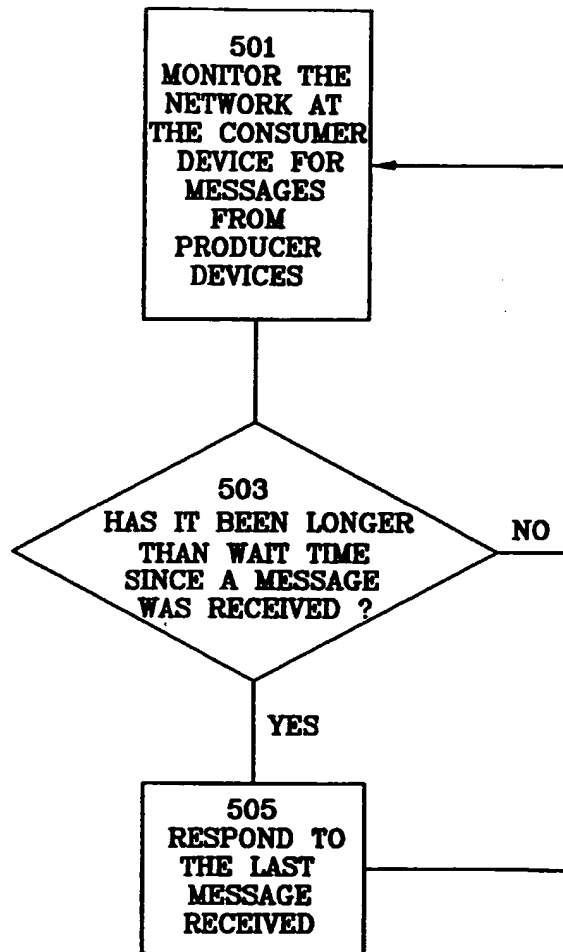 501
MONITOR THE
NETWORK AT
THE CONSUMER
DEVICE FOR
MESSAGES
FROM
PRODUCER
DEVICES
503
HAS IT BEEN LONGER
THAN WAIT TIME
SINCE A MESSAGE
WAS RECEIVED ?
NO
YES
505
RESPOND TO
THE LAST
MESSAGE
RECEIVED